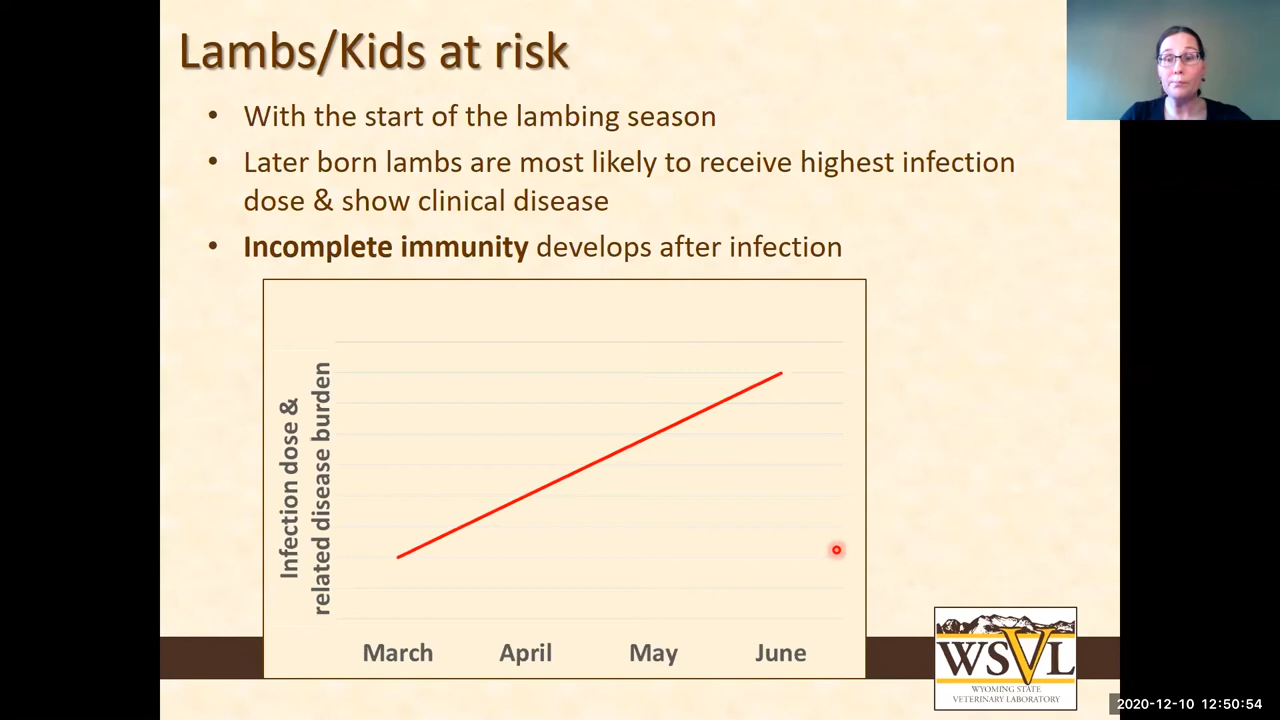 Lambs/Kids at risk
• With the start of the lambing season
• Later born lambs are most likely to receive highest infection
dose & show clinical disease
• Incomplete immunity develops after infection
Infection dose &
related disease burden
March April May June
WSVL
WYOMING STATE
VETERINARY LABORATORY
2020-12-10 12:50:54